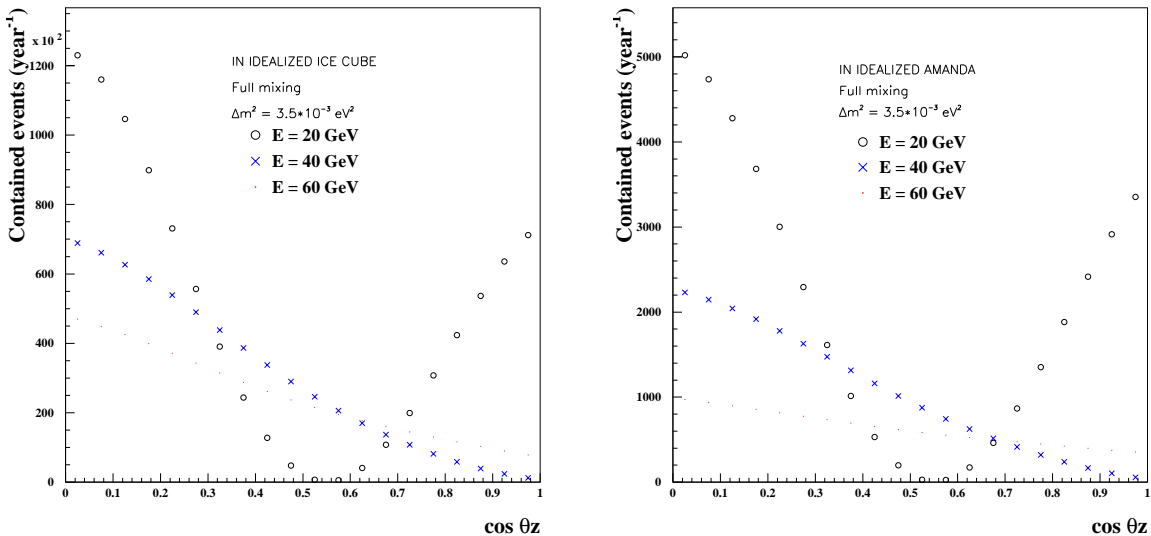 Contained events (year⁻¹)
x 10²
1200
1000
800
600
400
200
0
IN IDEALIZED ICE CUBE
Full mixing
Δm² = 3.5*10⁻³ eV²
E = 20 GeV
E = 40 GeV
E = 60 GeV
0 0.1 0.2 0.3 0.4 0.5 0.6 0.7 0.8 0.9 1
cos θz
Contained events (year⁻¹)
5000
4000
3000
2000
1000
0
IN IDEALIZED AMANDA
Full mixing
Δm² = 3.5*10⁻³ eV²
E = 20 GeV
E = 40 GeV
E = 60 GeV
0 0.1 0.2 0.3 0.4 0.5 0.6 0.7 0.8 0.9 1
cos θz